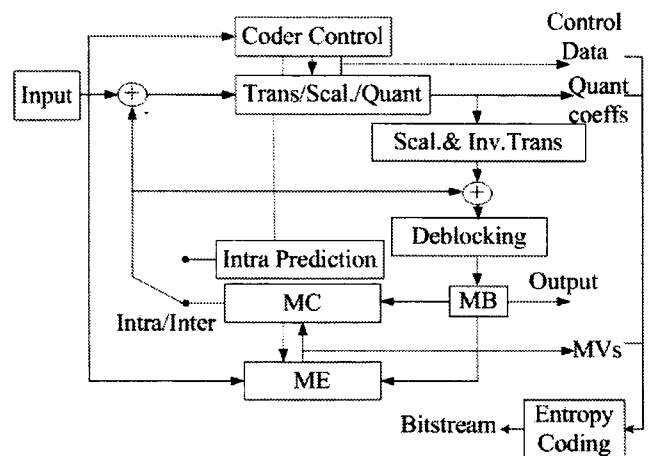 Coder Control
Control
Data
Input
Trans/Scal./Quant
Quant
coeffs
Scal.& Inv.Trans
Deblocking
Intra Prediction
Output
MC
MB
Intra/Inter
MVs
ME
Bitstream
Entropy
Coding